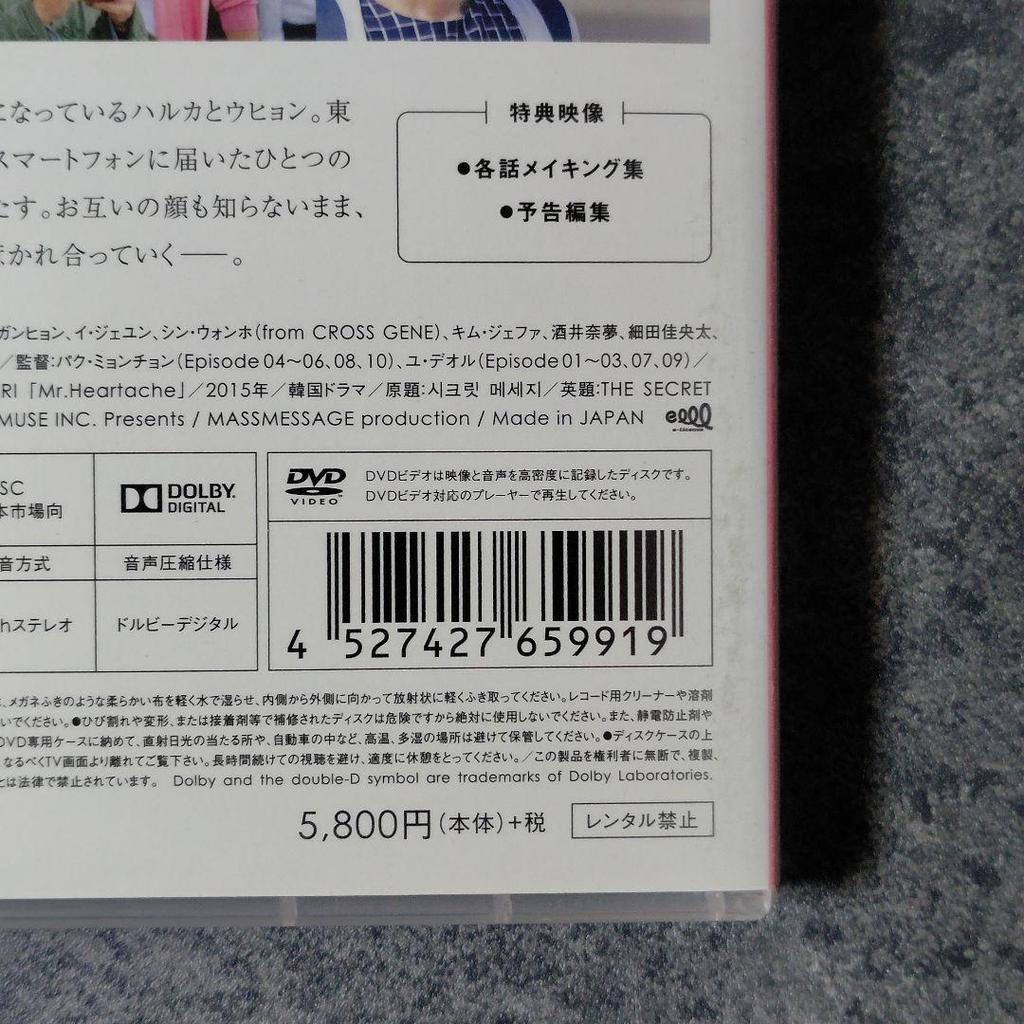 になっているハルカとウヒョン。東
スマートフォンに届いたひとつの
たす。お互いの顔も知らないまま、
かれ合っていく──。
特典映像
●各話メイキング集
●予告編集
ガンヒョン、イ・ジェユン、シン・ウォンホ(from CROSS GENE)、キム・ジェファ、酒井奈夢、細田佳央太、
／監督:パク・ミョンチョン(Episode04〜06,08,10)、ユ・デオル(Episode01〜03,07,09)／
RI「Mr.Heartache」／2015年／韓国ドラマ／原題:시크릿 메세지／英題:THE SECRET
MUSE INC. Presents / MASSMESSAGE production / Made in JAPAN
elll
e-License
SC
本市場向
DOLBY
DIGITAL
音方式
音声圧縮仕様
hステレオ
ドルビーデジタル
DVD
VIDEO
DVDビデオは映像と音声を高密度に記録したディスクです。
DVDビデオ対応のプレーヤーで再生してください。
4 527427 659919
、メガネふきのような柔らかい布を軽く水で湿らせ、内側から外側に向かって放射状に軽くふき取ってください。レコード用クリーナーや溶剤
いでください。●ひび割れや変形、または接着剤等で補修されたディスクは危険ですから絶対に使用しないでください。また、静電防止剤や
DVD専用ケースに納めて、直射日光の当たる所や、自動車の中など、高温、多湿の場所は避けて保管してください。●ディスクケースの上
なるべくTV画面より離れてご覧下さい。長時間続けての視聴を避け、適度に休憩をとってください。／この製品を権利者に無断で、複製、
とは法律で禁止されています。 Dolby and the double-D symbol are trademarks of Dolby Laboratories.
5,800円(本体)+税
レンタル禁止